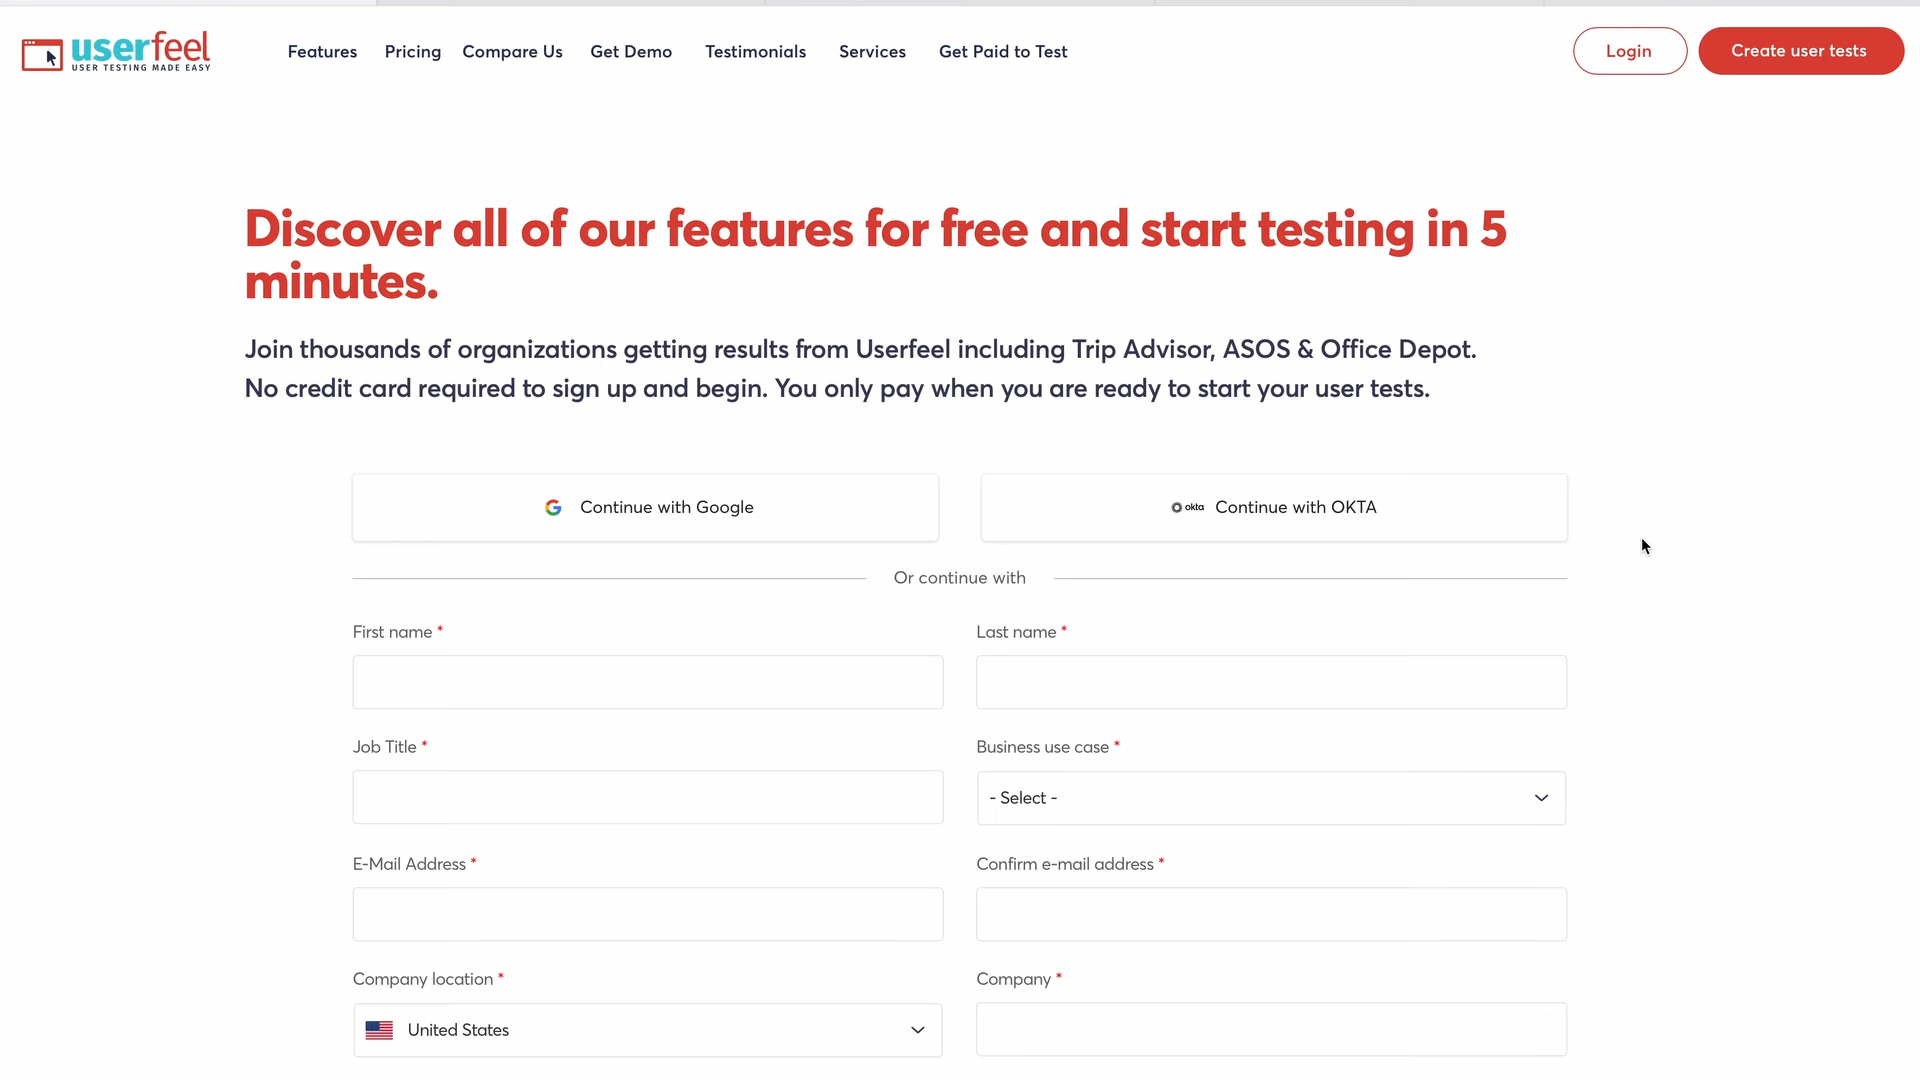 userfeel
USER TESTING MADE EASY
Features Pricing Compare Us Get Demo Testimonials Services Get Paid to Test
Login
Create user tests
Discover all of our features for free and start testing in 5
minutes.
Join thousands of organizations getting results from Userfeel including Trip Advisor, ASOS & Office Depot.
No credit card required to sign up and begin. You only pay when you are ready to start your user tests.
Continue with Google
okta Continue with OKTA
Or continue with
First name *
Last name *
Job Title *
Business use case *
- Select -
E-Mail Address *
Confirm e-mail address *
Company location *
Company *
United States